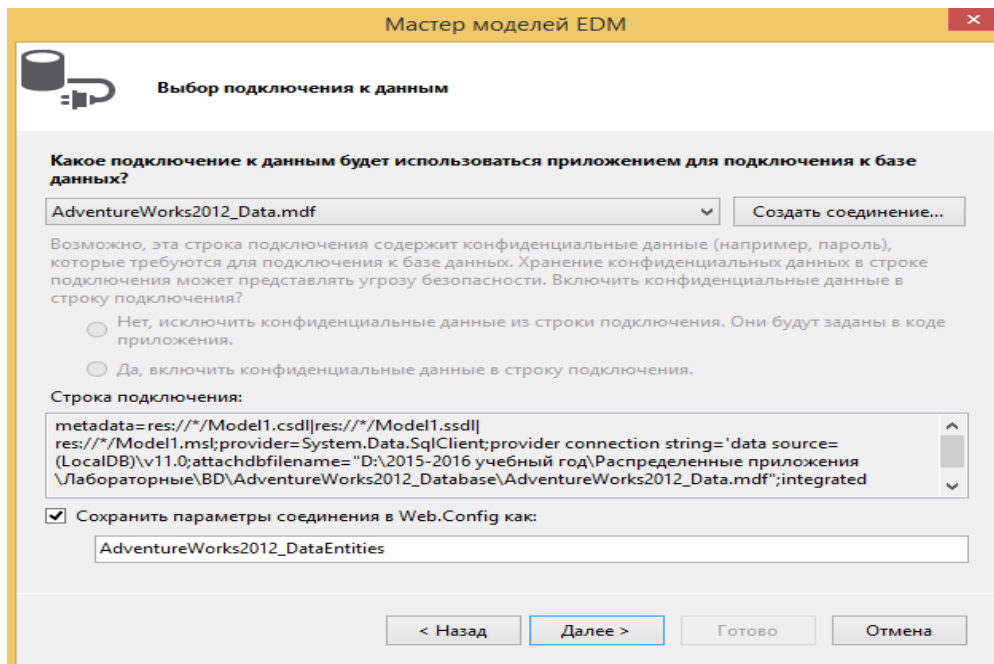 Мастер моделей EDM
Выбор подключения к данным
Какое подключение к данным будет использоваться приложением для подключения к базе
данных?
AdventureWorks2012_Data.mdf
Создать соединение...
Возможно, эта строка подключения содержит конфиденциальные данные (например, пароль),
которые требуются для подключения к базе данных. Хранение конфиденциальных данных в строке
подключения может представлять угрозу безопасности. Включить конфиденциальные данные в
строку подключения?
Нет, исключить конфиденциальные данные из строки подключения. Они будут заданы в коде
приложения.
Да, включить конфиденциальные данные в строку подключения.
Строка подключения:
metadata=res://*/Model1.csdl|res://*/Model1.ssdl|
res://*/Model1.msl;provider=System.Data.SqlClient;provider connection string='data source=
(LocalDB)\v11.0;attachdbfilename="D:\2015-2016 учебный год\Распределенные приложения
\Лабораторные\BD\AdventureWorks2012_Database\AdventureWorks2012_Data.mdf";integrated
Сохранить параметры соединения в Web.Config как:
AdventureWorks2012_DataEntities
< Назад
Далее >
Готово
Отмена